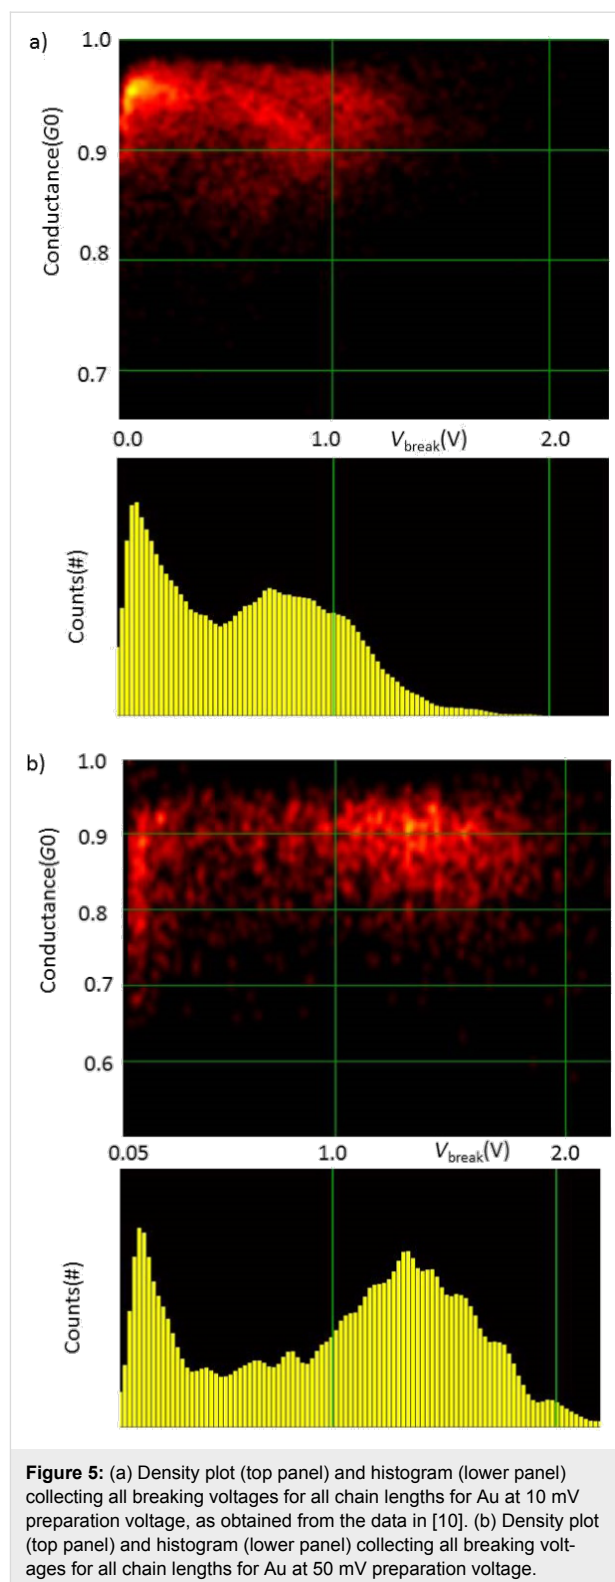 a)
1.0
0.9
0.8
0.7
Conductance(G0)
0.0 1.0 Vbreak(V) 2.0
Counts(#)
b)
1.0
0.9
0.8
0.7
0.6
Conductance(G0)
0.05 1.0 Vbreak(V) 2.0
Counts(#)
Figure 5: (a) Density plot (top panel) and histogram (lower panel)
collecting all breaking voltages for all chain lengths for Au at 10 mV
preparation voltage, as obtained from the data in [10]. (b) Density plot
(top panel) and histogram (lower panel) collecting all breaking volt-
ages for all chain lengths for Au at 50 mV preparation voltage.